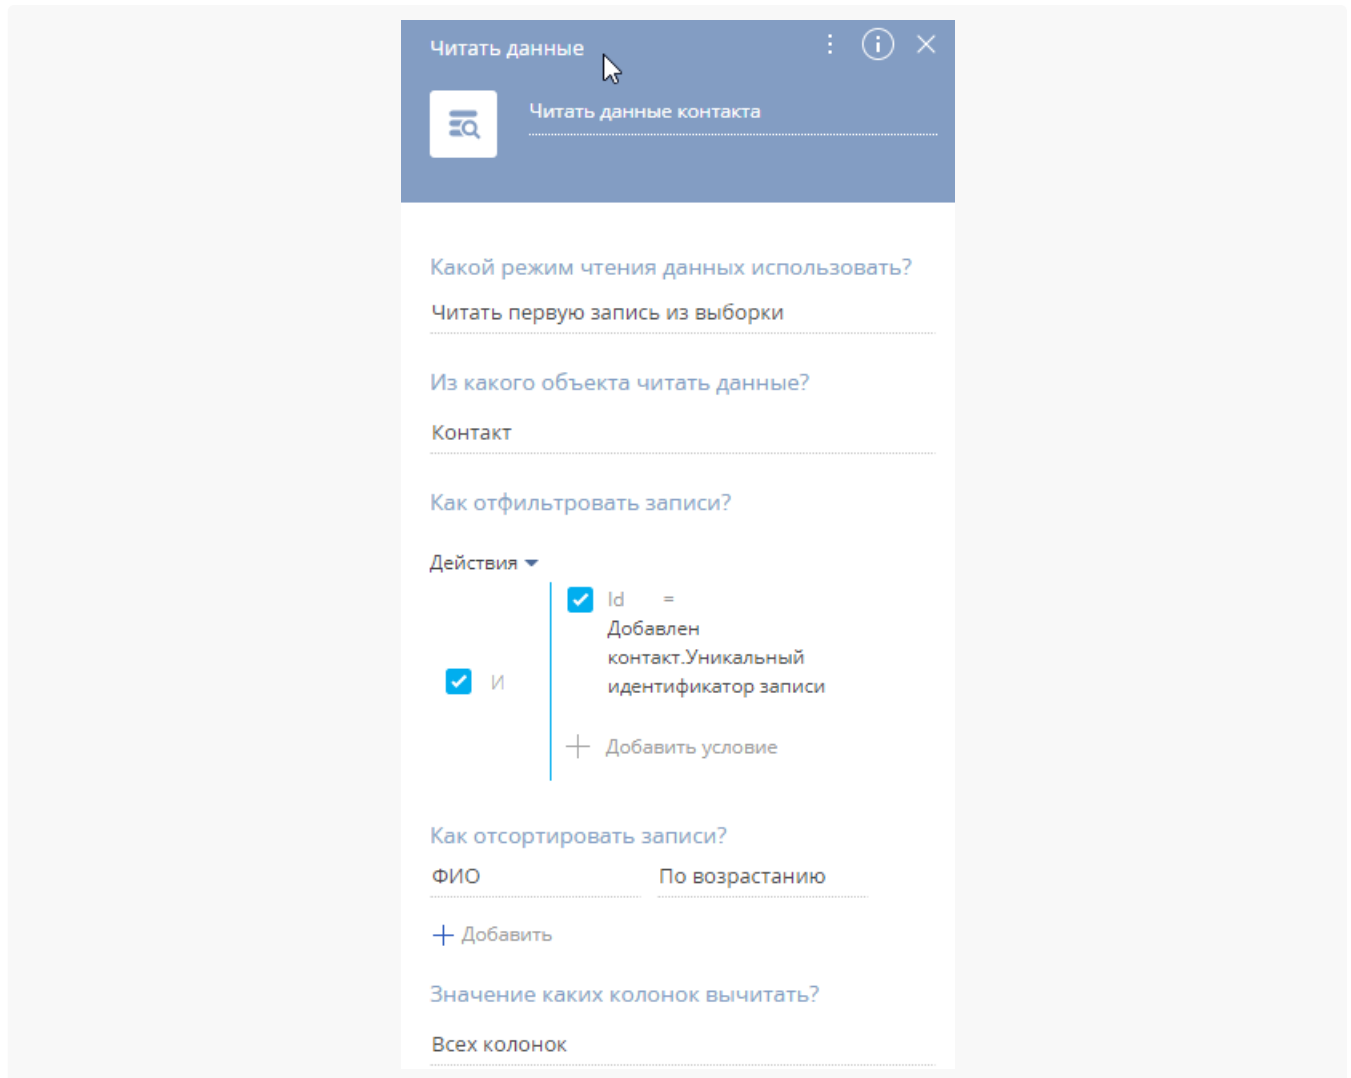 Читать данные
Читать данные контакта
Какой режим чтения данных использовать?
Читать первую запись из выборки
Из какого объекта читать данные?
Контакт
Как отфильтровать записи?
Действия
Id =
Добавлен
контакт.Уникальный
идентификатор записи
И
Добавить условие
Как отсортировать записи?
ФИО По возрастанию
Добавить
Значение каких колонок вычитать?
Всех колонок